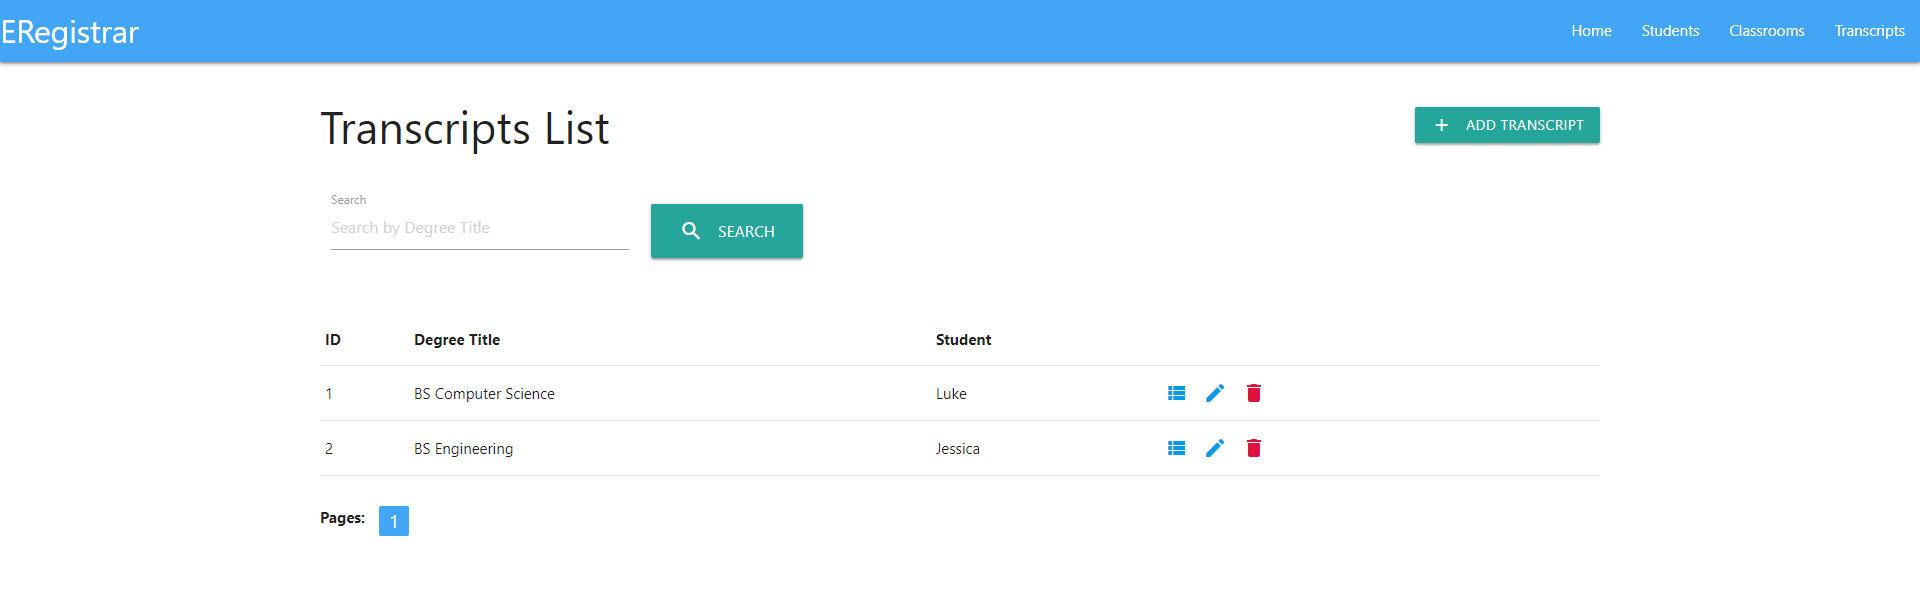 ERegistrar Home Students Classrooms Transcripts
Transcripts List
ADD TRANSCRIPT
Search
Search by Degree Title
SEARCH
ID Degree Title Student
1 BS Computer Science Luke
2 BS Engineering Jessica
Pages: 1